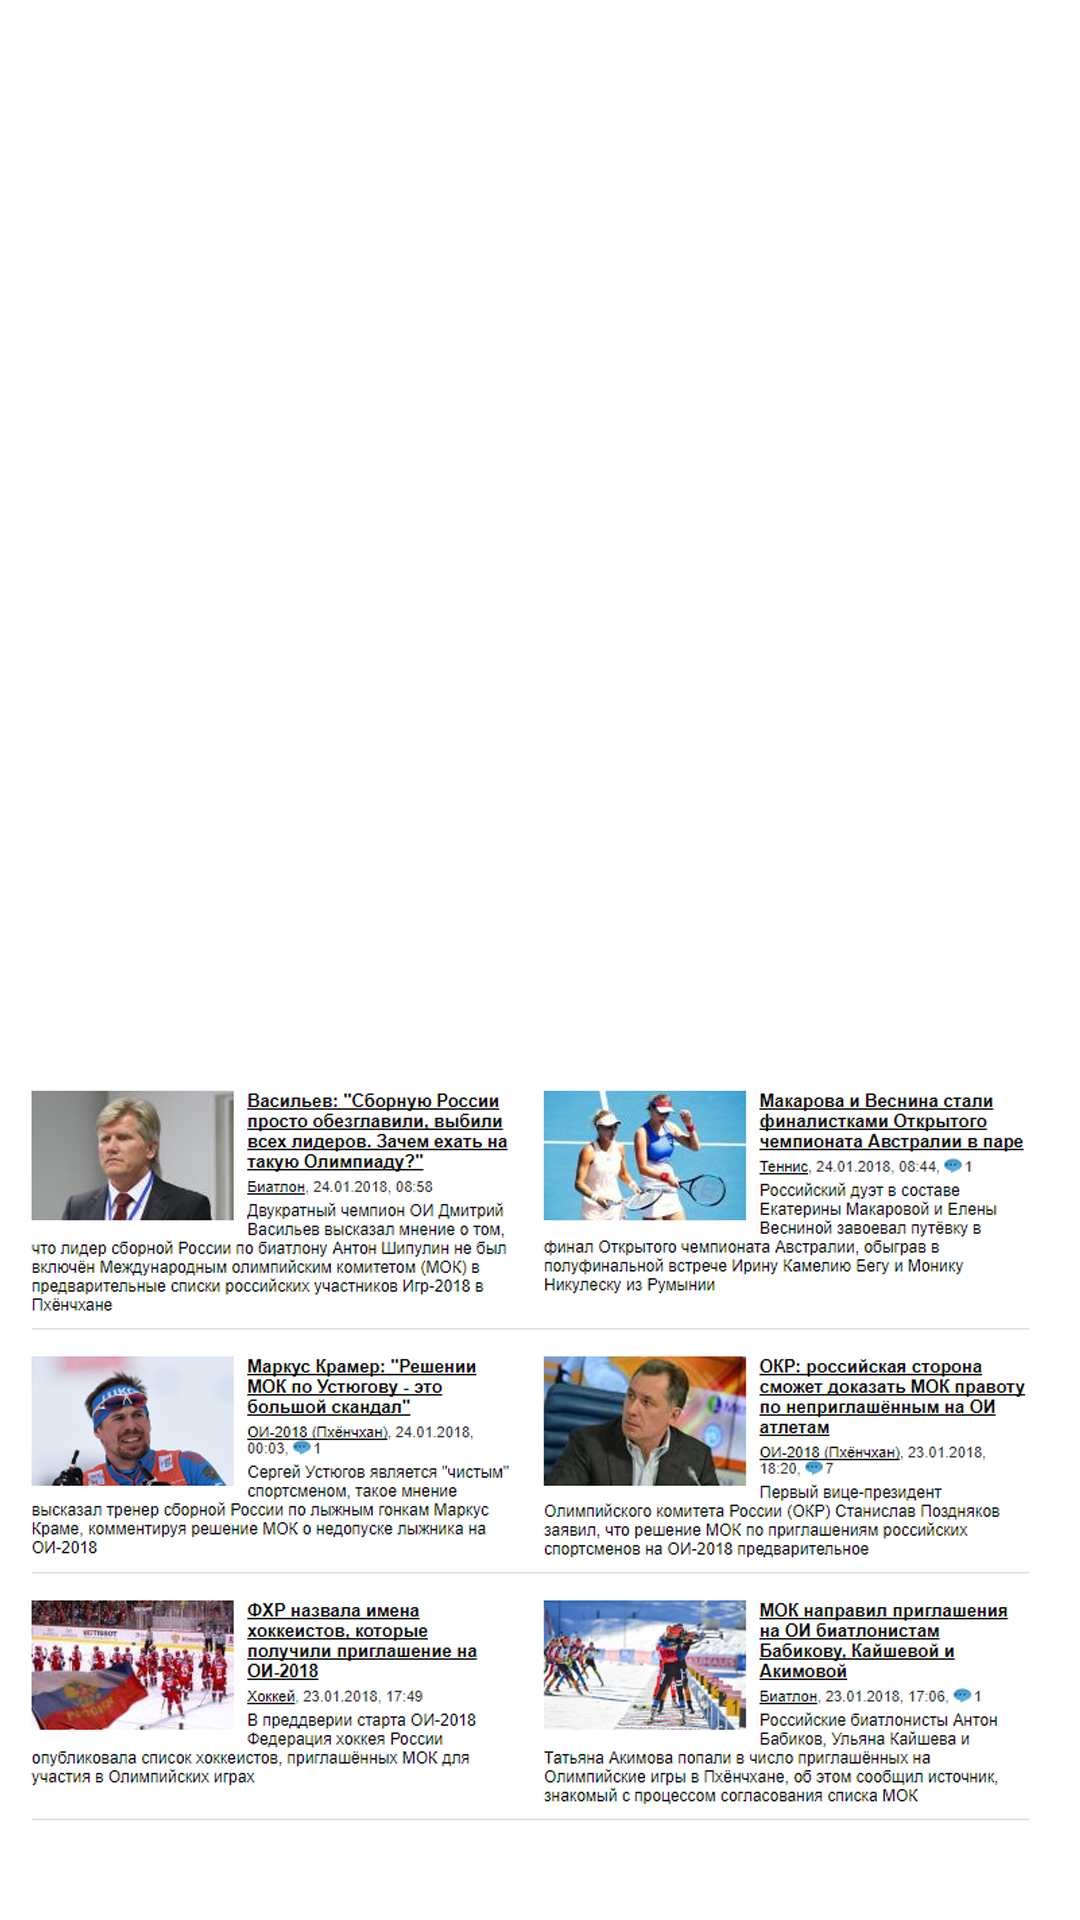 Васильев: "Сборную России
просто обезглавили, выбили
всех лидеров. Зачем ехать на
такую Олимпиаду?"
Биатлон, 24.01.2018, 08:58
Двукратный чемпион ОИ Дмитрий
Васильев высказал мнение о том,
что лидер сборной России по биатлону Антон Шипулин не был
включён Международным олимпийским комитетом (МОК) в
предварительные списки российских участников Игр-2018 в
Пхёнчхане
Макарова и Веснина стали
финалистками Открытого
чемпионата Австралии в паре
Теннис, 24.01.2018, 08:44, 1
Российский дуэт в составе
Екатерины Макаровой и Елены
Весниной завоевал путёвку в
финал Открытого чемпионата Австралии, обыграв в
полуфинальной встрече Ирину Камелию Бегу и Монику
Никулеску из Румынии
Маркус Крамер: "Решении
МОК по Устюгову - это
большой скандал"
ОИ-2018 (Пхёнчхан), 24.01.2018,
00:03, 1
Сергей Устюгов является "чистым"
спортсменом, такое мнение
высказал тренер сборной России по лыжным гонкам Маркус
Краме, комментируя решение МОК о недопуске лыжника на
ОИ-2018
ОКР: российская сторона
сможет доказать МОК правоту
по неприглашённым на ОИ
атлетам
ОИ-2018 (Пхёнчхан), 23.01.2018,
18:20, 7
Первый вице-президент
Олимпийского комитета России (ОКР) Станислав Поздняков
заявил, что решение МОК по приглашениям российских
спортсменов на ОИ-2018 предварительное
TISSOT
ФХР назвала имена
хоккеистов, которые
получили приглашение на
ОИ-2018
Хоккей, 23.01.2018, 17:49
В преддверии старта ОИ-2018
Федерация хоккея России
опубликовала список хоккеистов, приглашённых МОК для
участия в Олимпийских играх
МОК направил приглашения
на ОИ биатлонистам
Бабикову, Кайшевой и
Акимовой
Биатлон, 23.01.2018, 17:06, 1
Российские биатлонисты Антон
Бабиков, Ульяна Кайшева и
Татьяна Акимова попали в число приглашённых на
Олимпийские игры в Пхёнчхане, об этом сообщил источник,
знакомый с процессом согласования списка МОК